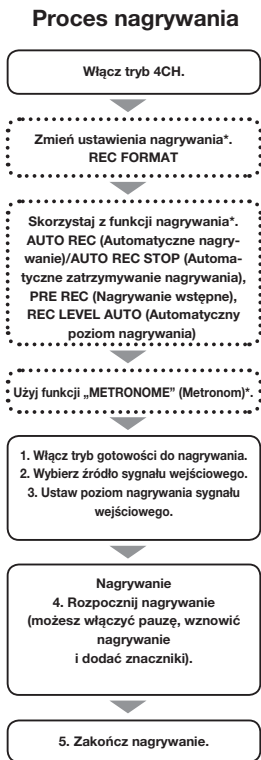 Proces nagrywania
Włącz tryb 4CH.
Zmień ustawienia nagrywania*.
REC FORMAT
Skorzystaj z funkcji nagrywania*.
AUTO REC (Automatyczne nagry-
wanie)/AUTO REC STOP (Automa-
tyczne zatrzymywanie nagrywania),
PRE REC (Nagrywanie wstępne),
REC LEVEL AUTO (Automatyczny
poziom nagrywania)
Użyj funkcji „METRONOME” (Metronom)*.
1. Włącz tryb gotowości do nagrywania.
2. Wybierz źródło sygnału wejściowego.
3. Ustaw poziom nagrywania sygnału
wejściowego.
Nagrywanie
4. Rozpocznij nagrywanie
(możesz włączyć pauzę, wznowić
nagrywanie
i dodać znaczniki).
5. Zakończ nagrywanie.